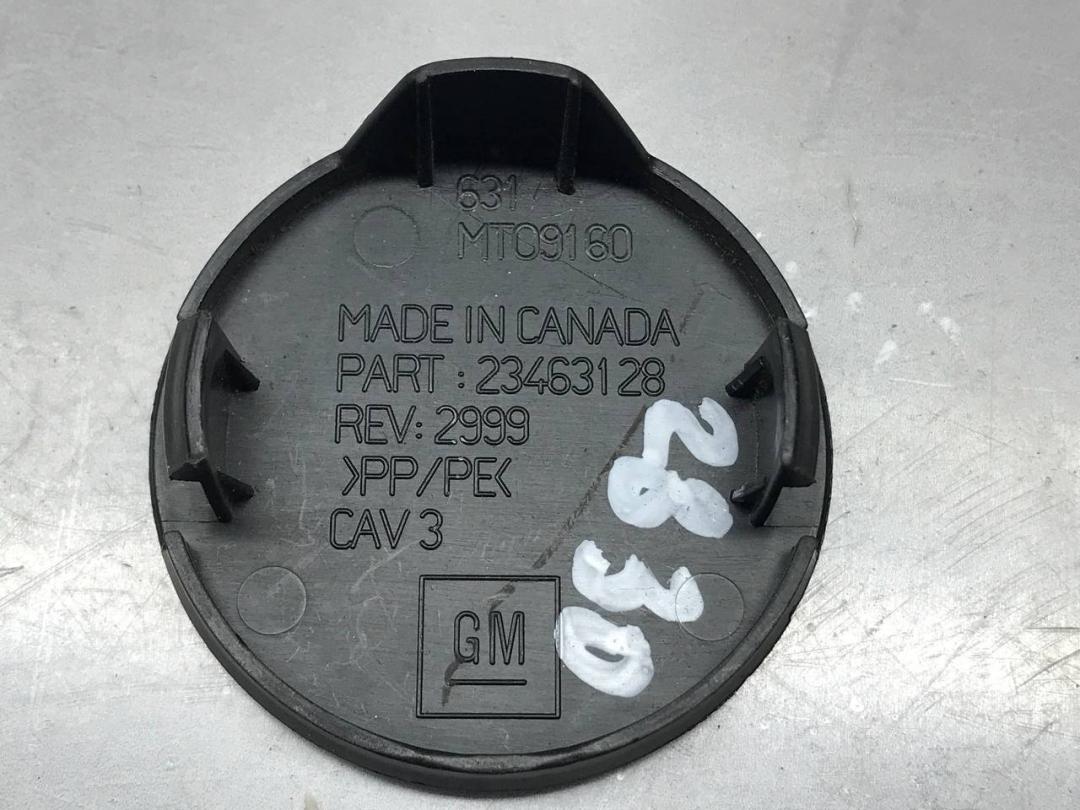 631
MT09160
MADE IN CANADA
PART : 23463128
REV: 2999
>PP/PE<
CAV 3
GM
2830